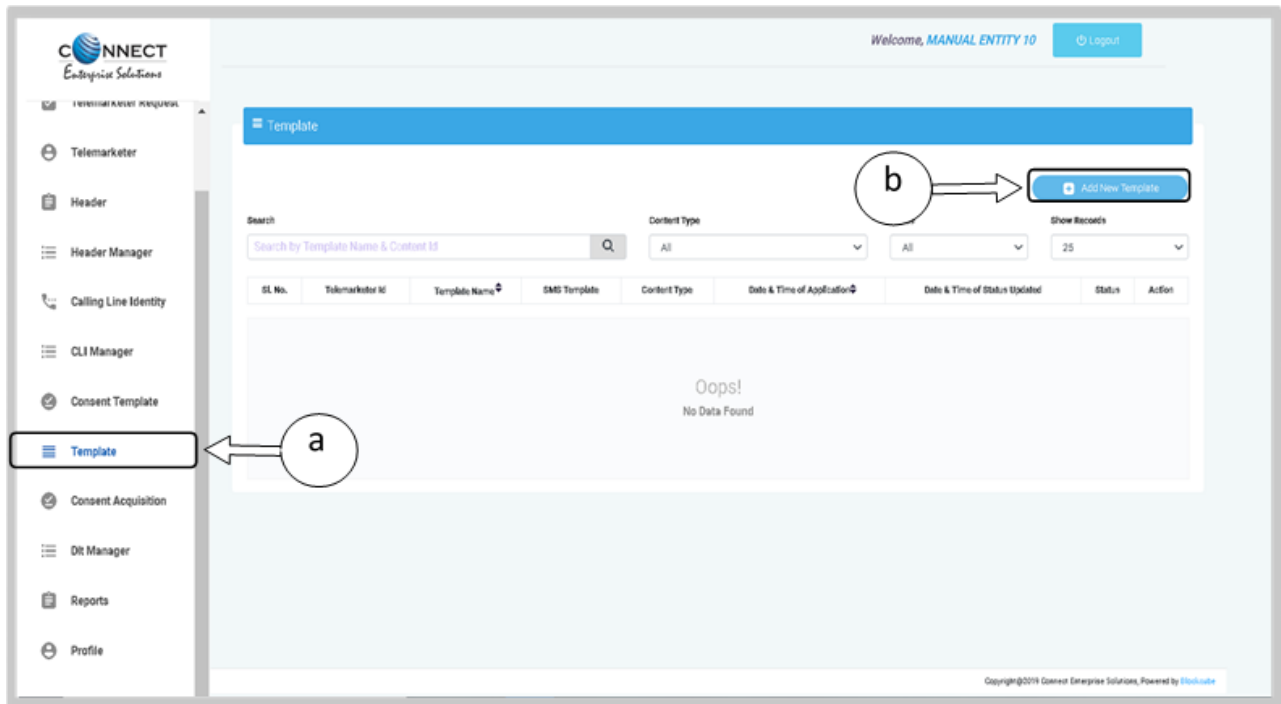 CONNECT
Enterprise Solutions
Welcome, MANUAL ENTITY 10
Logout
Telemarketer Request
Telemarketer
Header
Header Manager
Calling Line Identity
CLI Manager
Consent Template
Template
Consent Acquisition
Dlt Manager
Reports
Profile
Template
a
b
Add New Template
Search
Content Type
Show Records
Search by Template Name & Content Id
All
All
25
SL No. Telemarketer Id Template Name SMS Template Content Type Date & Time of Application Date & Time of Status Updated Status Action
Oops!
No Data Found
Copyright@2019 Connect Enterprise Solutions, Powered by Blockcube